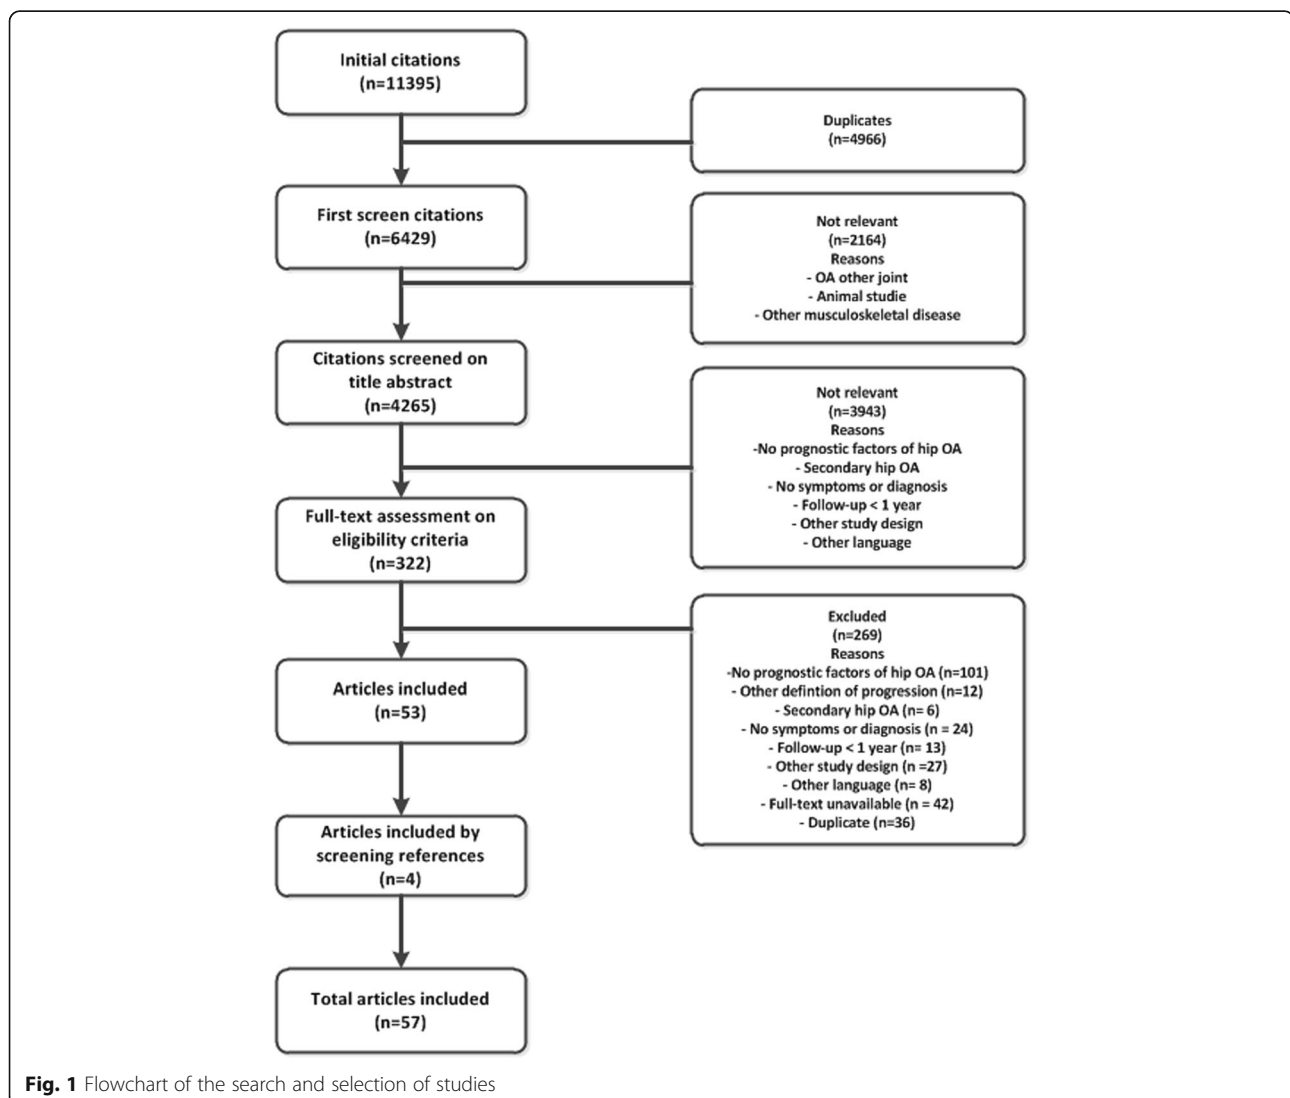 Initial citations
(n=11395)
Duplicates
(n=4966)
First screen citations
(n=6429)
Not relevant
(n=2164)
Reasons
- OA other joint
- Animal studie
- Other musculoskeletal disease
Citations screened on
title abstract
(n=4265)
Not relevant
(n=3943)
Reasons
-No prognostic factors of hip OA
- Secondary hip OA
- No symptoms or diagnosis
- Follow-up < 1 year
- Other study design
- Other language
Full-text assessment on
eligibility criteria
(n=322)
Excluded
(n=269)
Reasons
-No prognostic factors of hip OA (n=101)
- Other defintion of progression (n=12)
- Secondary hip OA (n= 6)
- No symptoms or diagnosis (n = 24)
- Follow-up < 1 year (n= 13)
- Other study design (n =27)
- Other language (n= 8)
- Full-text unavailable (n = 42)
- Duplicate (n=36)
Articles included
(n=53)
Articles included by
screening references
(n=4)
Total articles included
(n=57)
Fig. 1 Flowchart of the search and selection of studies